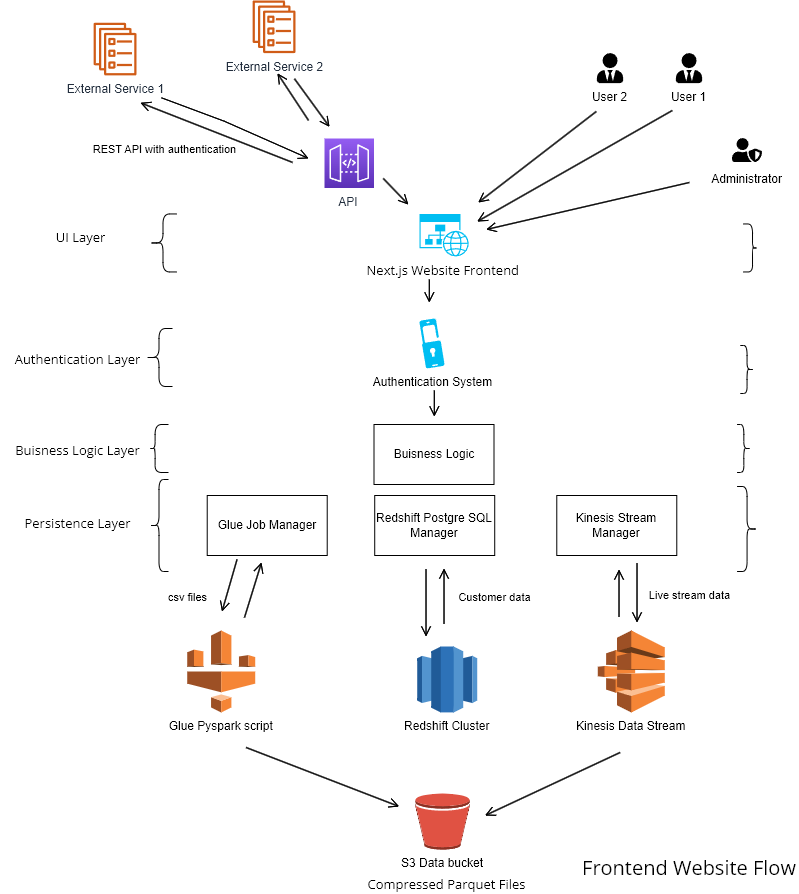 External Service 1
External Service 2
User 2
User 1
REST API with authentication
Administrator
API
UI Layer
Next.js Website Frontend
Authentication Layer
Authentication System
Buisness Logic Layer
Buisness Logic
Persistence Layer
Glue Job Manager
Redshift Postgre SQL
Manager
Kinesis Stream
Manager
csv files
Customer data
Live stream data
Glue Pyspark script
Redshift Cluster
Kinesis Data Stream
S3 Data bucket
Compressed Parquet Files
Frontend Website Flow